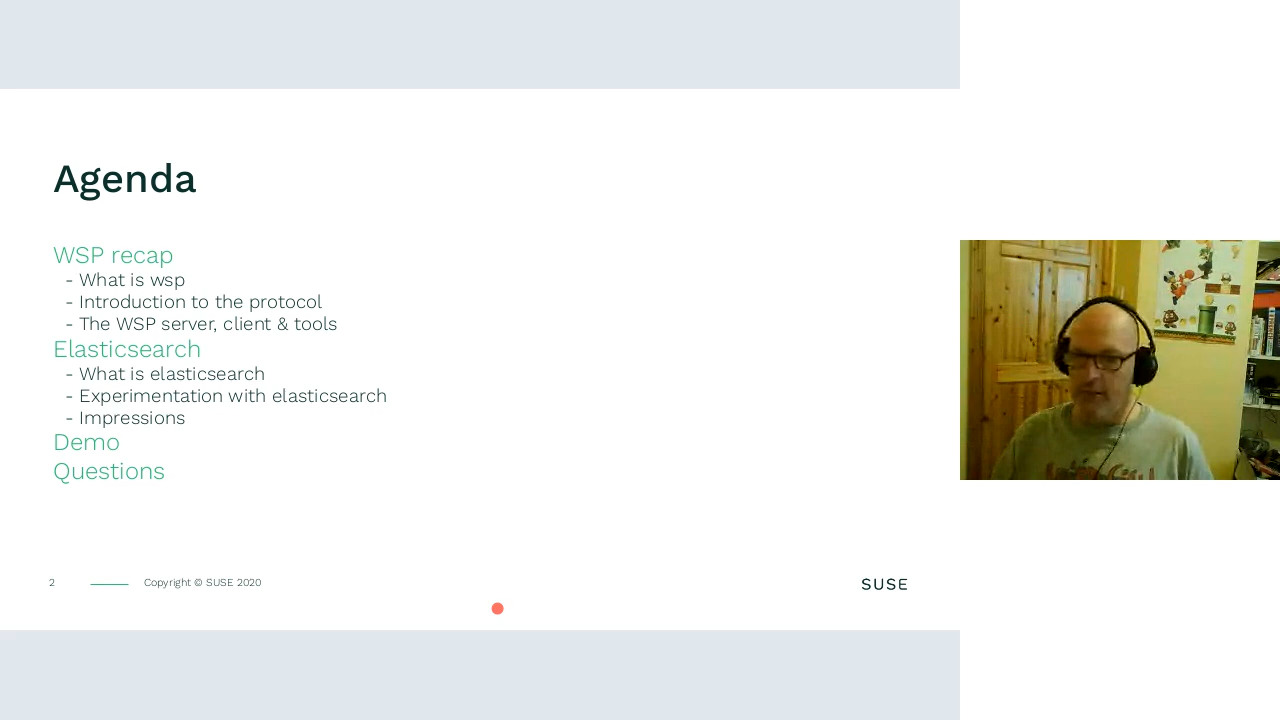 Agenda
WSP recap
- What is wsp
- Introduction to the protocol
- The WSP server, client & tools
Elasticsearch
- What is elasticsearch
- Experimentation with elasticsearch
- Impressions
Demo
Questions
2
Copyright © SUSE 2020
SUSE